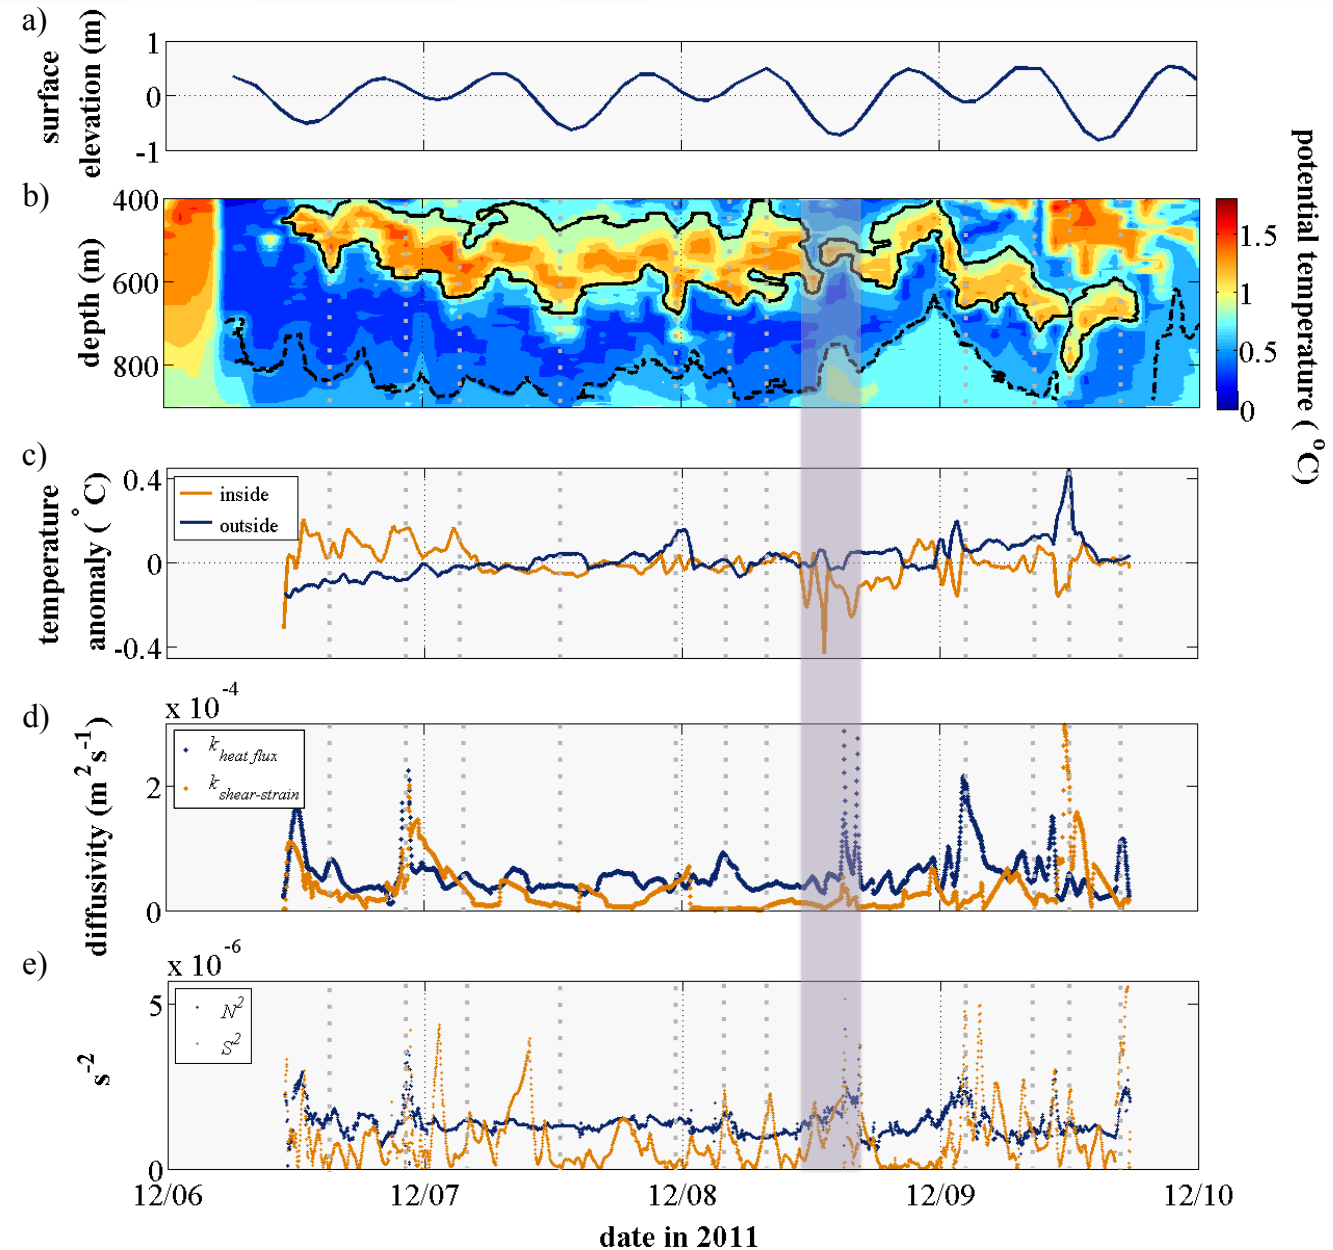 a)
surface
elevation (m)
1
0
-1
b)
depth (m)
400
600
800
potential temperature ( °C)
1.5
1
0.5
0
c)
temperature
anomaly ( °C)
0.4
0
-0.4
inside
outside
d)
x 10^-4
diffusivity (m^2 s^-1)
2
0
k_heat flux
k_shear-strain
e)
x 10^-6
s^-2
5
0
N^2
S^2
12/06 12/07 12/08 12/09 12/10
date in 2011